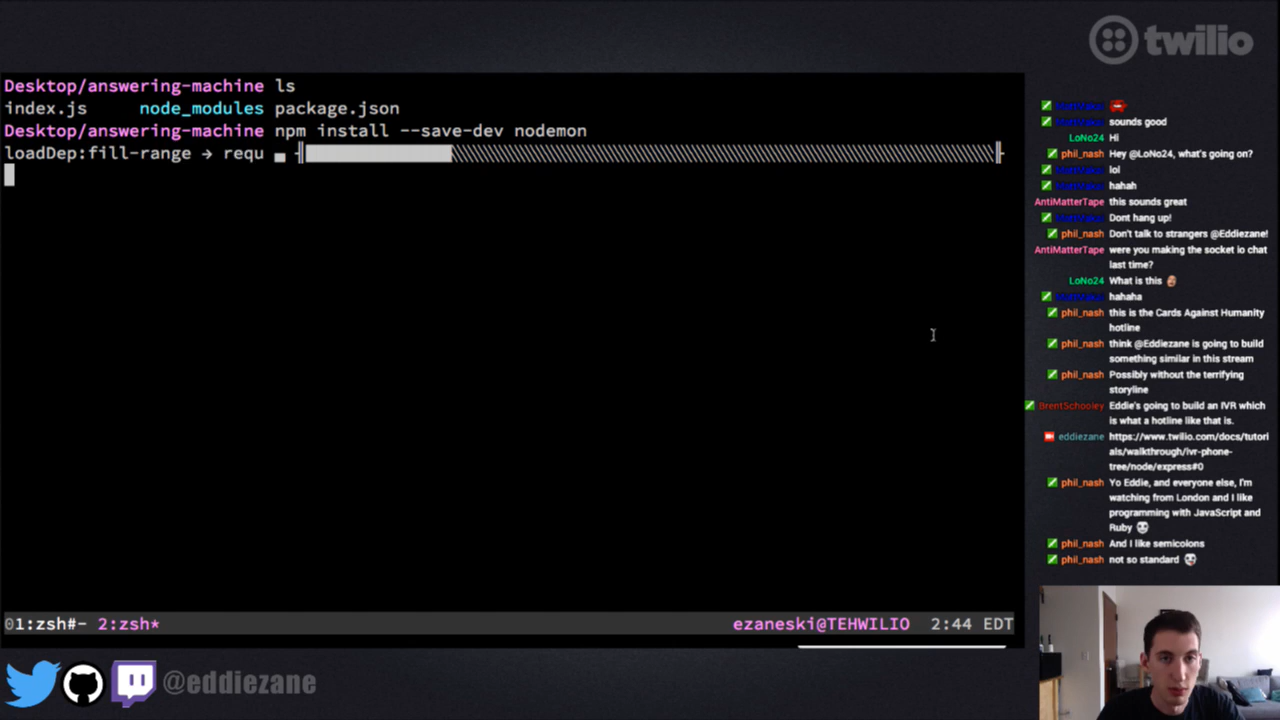 twilio
Desktop/answering-machine ls
index.js node_modules package.json
Desktop/answering-machine npm install --save-dev nodemon
loadDep:fill-range → requ
sounds good
LoNo24 Hi
phil_nash Hey @LoNo24, what's going on?
lol
hahah
AntiMatterTape this sounds great
Dont hang up!
phil_nash Don't talk to strangers @Eddiezane!
AntiMatterTape were you making the socket io chat
last time?
LoNo24 What is this
hahaha
phil_nash this is the Cards Against Humanity
hotline
phil_nash think @Eddiezane is going to build
something similar in this stream
phil_nash Possibly without the terrifying
storyline
BrentSchooley Eddie's going to build an IVR which
is what a hotline like that is.
eddiezane https://www.twilio.com/docs/tutori
als/walkthrough/ivr-phone-
tree/node/express#0
phil_nash Yo Eddie, and everyone else, I'm
watching from London and I like
programming with JavaScript and
Ruby
phil_nash And I like semicolons
phil_nash not so standard
01:zsh#- 2:zsh* ezaneski@TEHWILIO 2:44 EDT
@eddiezane